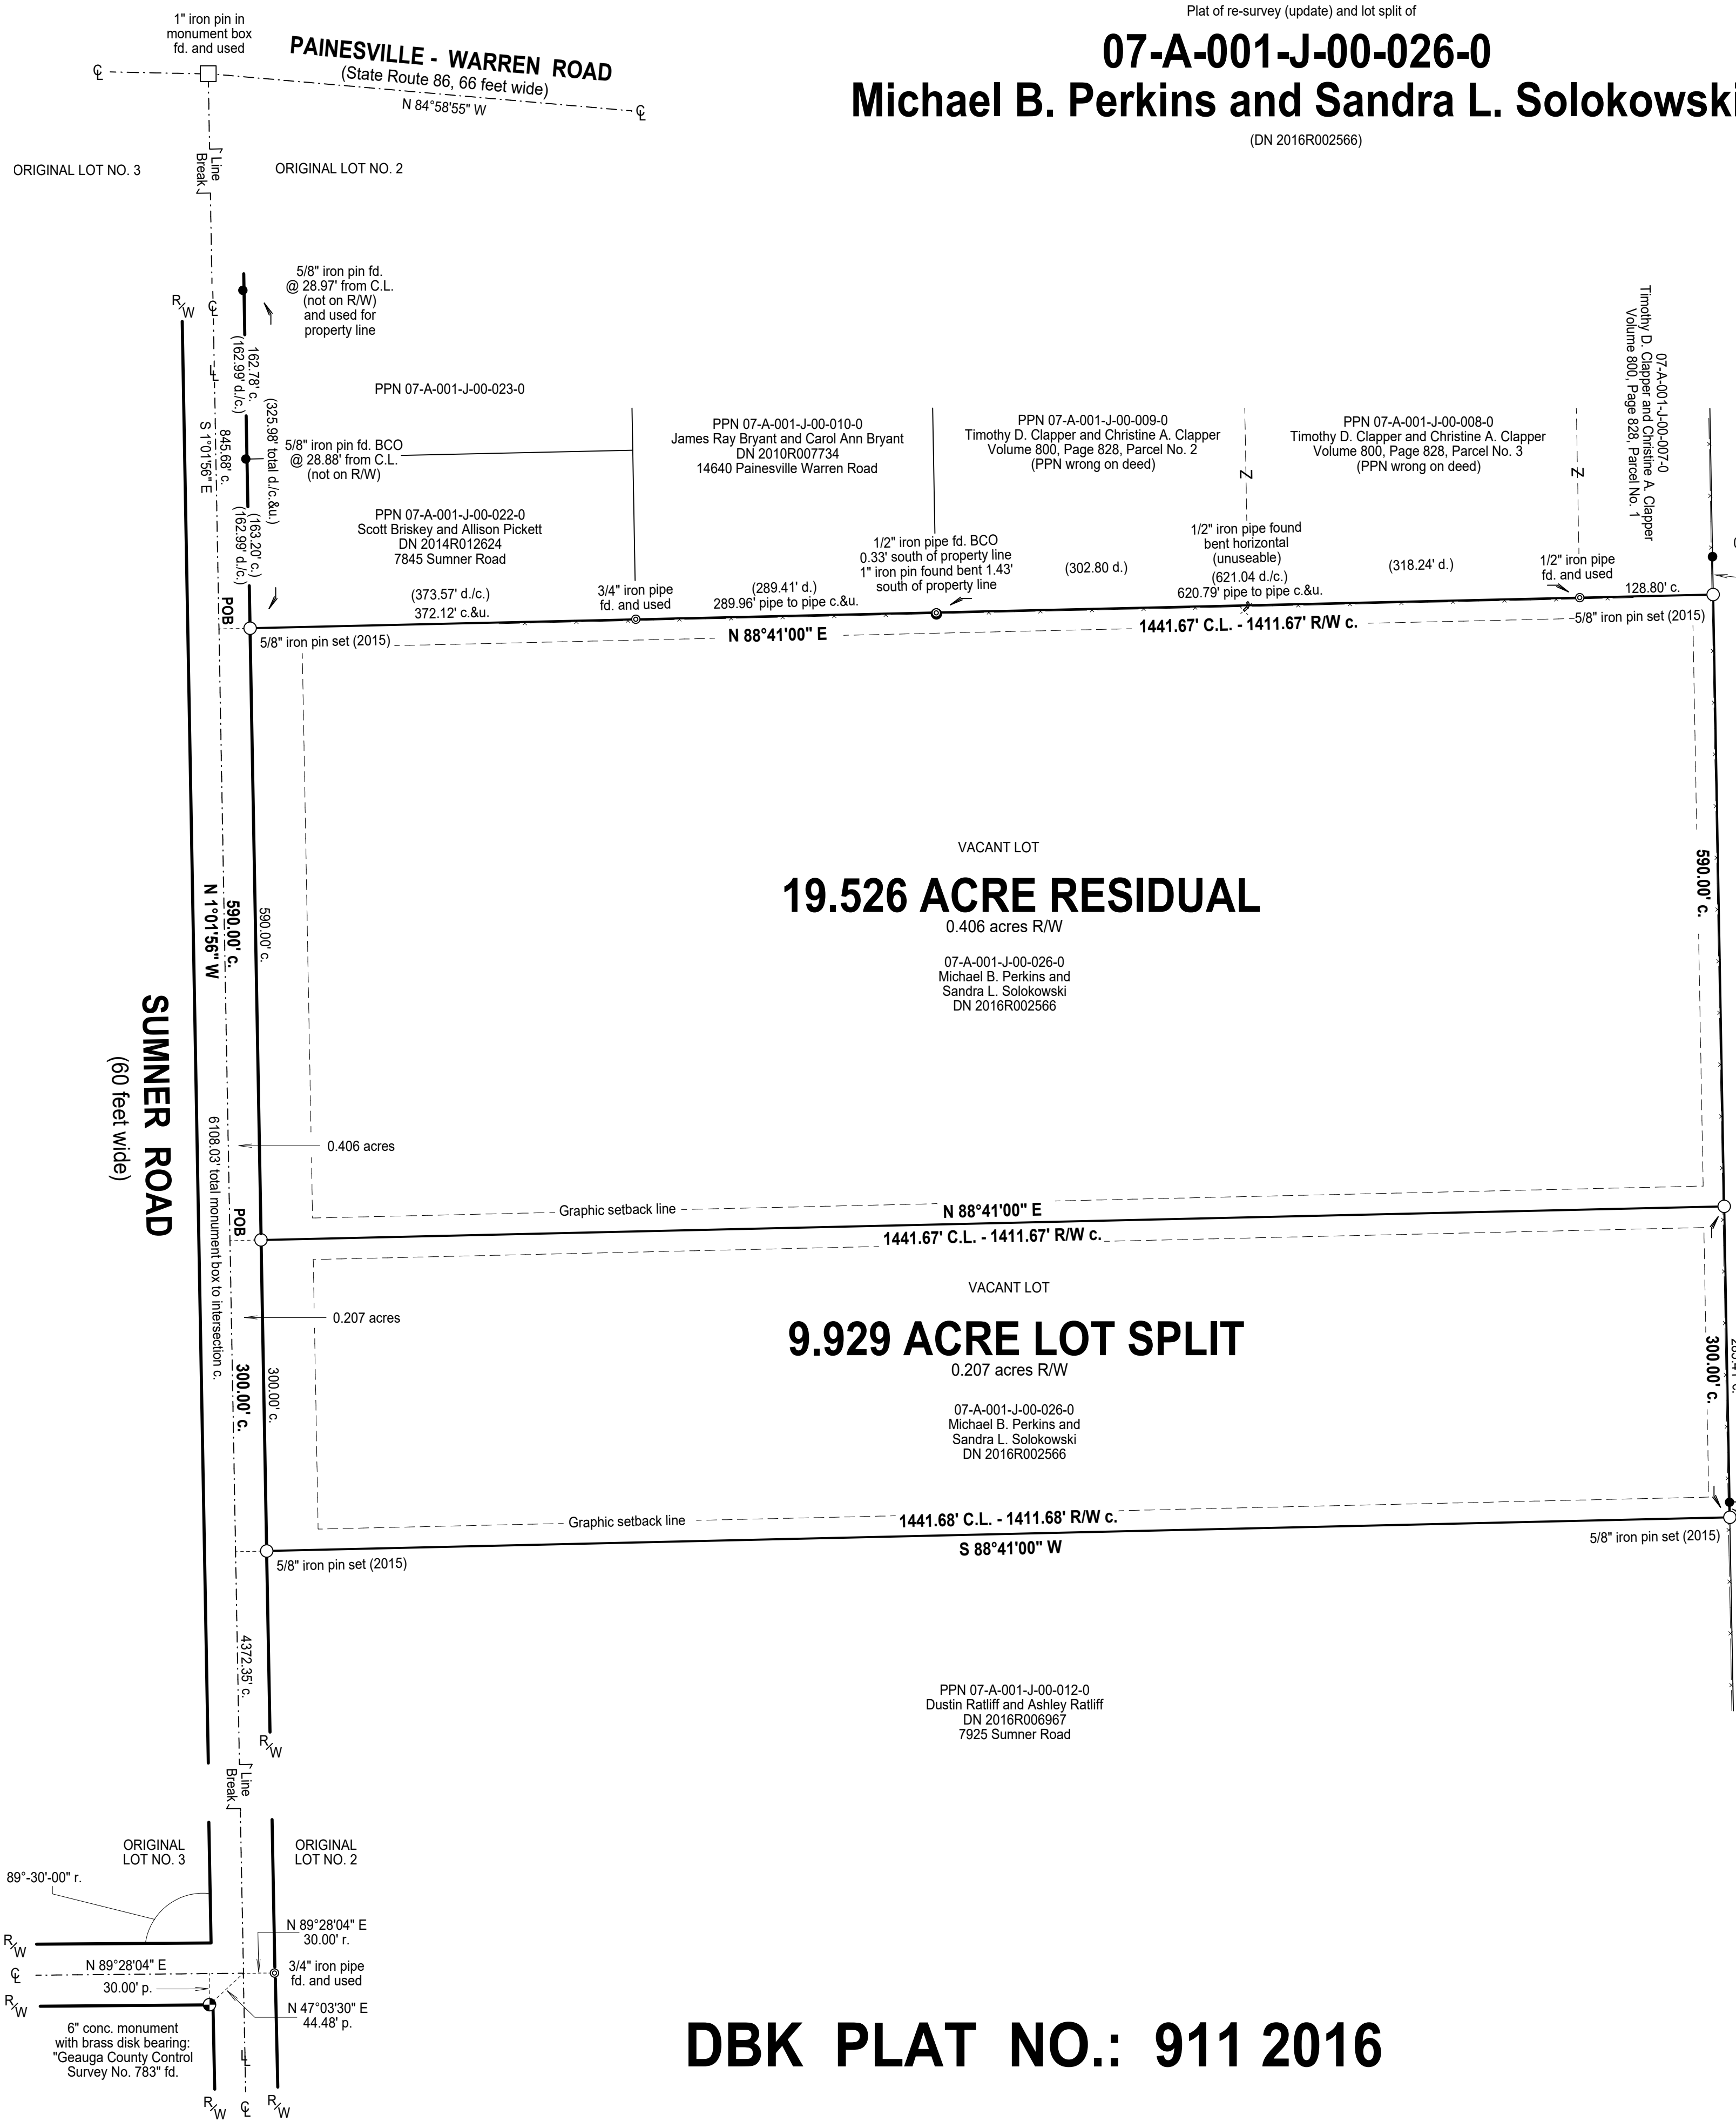 Plat of re-survey (update) and lot split of
07-A-001-J-00-026-0
Michael B. Perkins and Sandra L. Solokowski
(DN 2016R002566)
1" iron pin in
monument box
fd. and used
PAINESVILLE - WARREN ROAD
(State Route 86, 66 feet wide)
N 84°58'55" W
ORIGINAL LOT NO. 3
Line
Break
ORIGINAL LOT NO. 2
5/8" iron pin fd.
@ 28.97' from C.L.
(not on R/W)
and used for
property line
R/W
162.78' c.
(162.99' d./c.)
(325.98' total d./c.&u.)
845.68' c.
S 1°01'56" E
5/8" iron pin fd. BCO
@ 28.88' from C.L.
(not on R/W)
(163.20' c.)
(162.99' d./c.)
PPN 07-A-001-J-00-023-0
PPN 07-A-001-J-00-022-0
Scott Briskey and Allison Pickett
DN 2014R012624
7845 Sumner Road
(373.57' d./c.)
372.12' c.&u.
3/4" iron pipe
fd. and used
PPN 07-A-001-J-00-010-0
James Ray Bryant and Carol Ann Bryant
DN 2010R007734
14640 Painesville Warren Road
(289.41' d.)
289.96' pipe to pipe c.&u.
1/2" iron pipe fd. BCO
0.33' south of property line
1" iron pin found bent 1.43'
south of property line
PPN 07-A-001-J-00-009-0
Timothy D. Clapper and Christine A. Clapper
Volume 800, Page 828, Parcel No. 2
(PPN wrong on deed)
(302.80 d.)
1/2" iron pipe found
bent horizontal
(unuseable)
(621.04 d./c.)
620.79' pipe to pipe c.&u.
Z
PPN 07-A-001-J-00-008-0
Timothy D. Clapper and Christine A. Clapper
Volume 800, Page 828, Parcel No. 3
(PPN wrong on deed)
(318.24' d.)
Z
1/2" iron pipe
fd. and used
07-A-001-J-00-007-0
Timothy D. Clapper and Christine A. Clapper
Volume 800, Page 828, Parcel No. 1
128.80' c.
POB
5/8" iron pin set (2015)
N 88°41'00" E
1441.67' C.L. - 1411.67' R/W c.
5/8" iron pin set (2015)
VACANT LOT
19.526 ACRE RESIDUAL
0.406 acres R/W
07-A-001-J-00-026-0
Michael B. Perkins and
Sandra L. Solokowski
DN 2016R002566
590.00' c.
590.00' c.
590.00' c.
N 1°01'56" W
SUMNER ROAD
(60 feet wide)
6108.03' total monument box to intersection c.
0.406 acres
POB
Graphic setback line
N 88°41'00" E
1441.67' C.L. - 1411.67' R/W c.
0.207 acres
VACANT LOT
9.929 ACRE LOT SPLIT
0.207 acres R/W
07-A-001-J-00-026-0
Michael B. Perkins and
Sandra L. Solokowski
DN 2016R002566
300.00' c.
300.00' c.
300.00' c.
Graphic setback line
1441.68' C.L. - 1411.68' R/W c.
S 88°41'00" W
5/8" iron pin set (2015)
5/8" iron pin set (2015)
4372.35' c.
PPN 07-A-001-J-00-012-0
Dustin Ratliff and Ashley Ratliff
DN 2016R006967
7925 Sumner Road
R/W
Line
Break
ORIGINAL
LOT NO. 3
ORIGINAL
LOT NO. 2
89°-30'-00" r.
R/W
N 89°28'04" E
30.00' p.
R/W
N 89°28'04" E
30.00' r.
3/4" iron pipe
fd. and used
N 47°03'30" E
44.48' p.
6" conc. monument
with brass disk bearing:
"Geauga County Control
Survey No. 783" fd.
R/W
R/W
DBK PLAT NO.: 911 2016